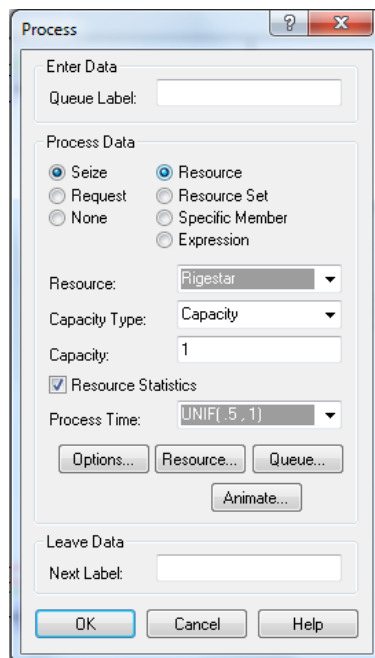 Process
Enter Data
Queue Label:
Process Data
Seize Resource
Request Resource Set
None Specific Member
Expression
Resource: Rigestar
Capacity Type: Capacity
Capacity: 1
Resource Statistics
Process Time: UNIF( .5 , 1)
Options... Resource... Queue...
Animate...
Leave Data
Next Label:
OK Cancel Help